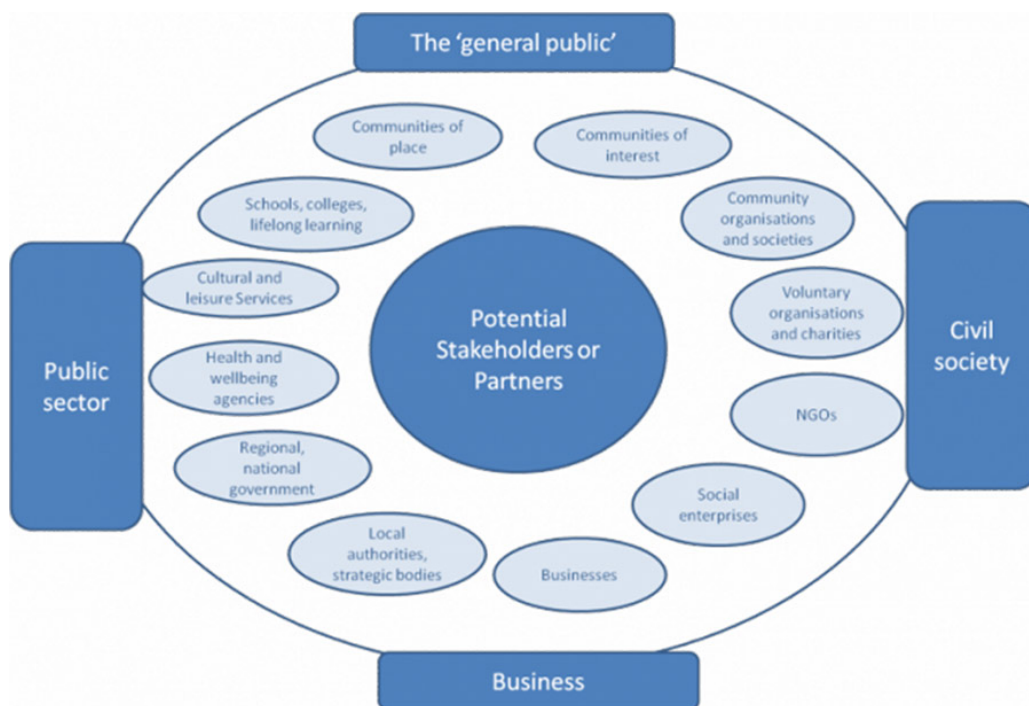 The ‘general public’
Communities of
place
Communities of
interest
Schools, colleges,
lifelong learning
Community
organisations
and societies
Cultural and
leisure Services
Voluntary
organisations
and charities
Potential
Stakeholders or
Partners
Public
sector
Civil
society
Health and
wellbeing
agencies
NGOs
Regional,
national
government
Social
enterprises
Local
authorities,
strategic bodies
Businesses
Business